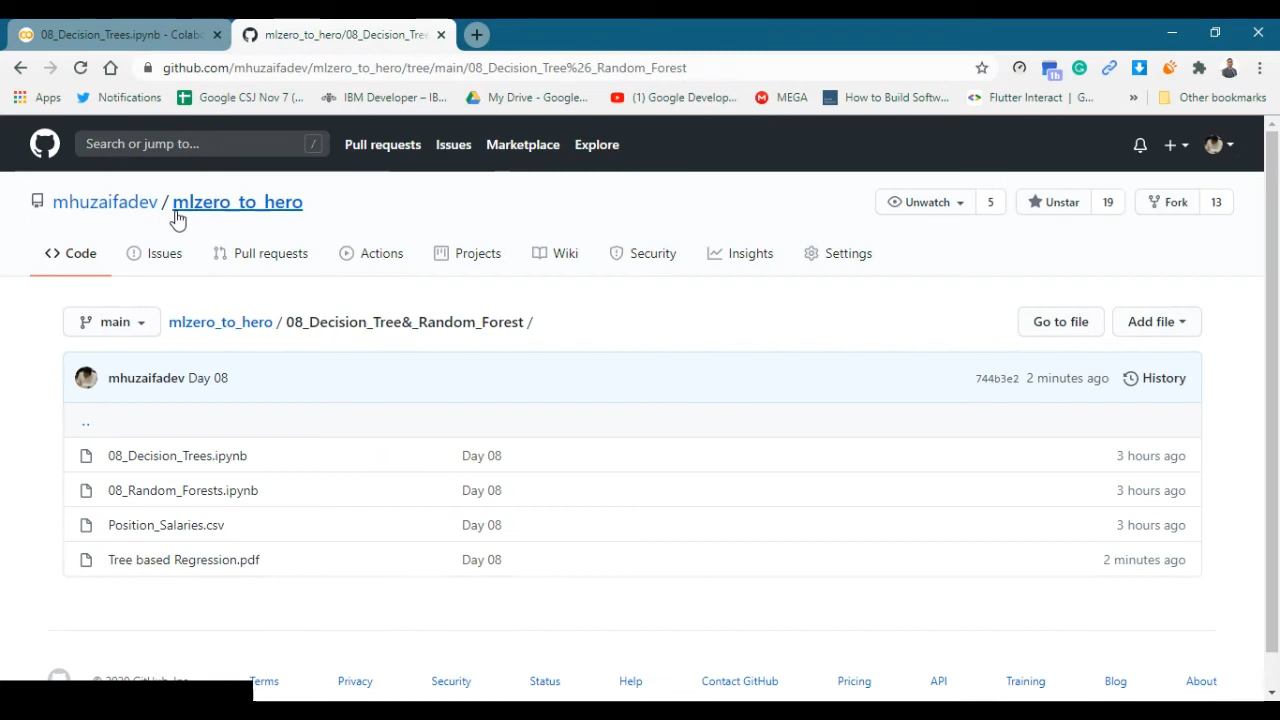 08_Decision_Trees.ipynb - Colab
mlzero_to_hero/08_Decision_Tre
github.com/mhuzaifadev/mlzero_to_hero/tree/main/08_Decision_Tree%26_Random_Forest
1h
Apps Notifications Google CSJ Nov 7 (... IBM Developer – IB... My Drive - Google... (1) Google Develop... MEGA How to Build Softw... Flutter Interact | G... » Other bookmarks
Search or jump to... / Pull requests Issues Marketplace Explore
mhuzaifadev / mlzero_to_hero Unwatch 5 Unstar 19 Fork 13
Code Issues Pull requests Actions Projects Wiki Security Insights Settings
main mlzero_to_hero / 08_Decision_Tree&_Random_Forest / Go to file Add file
mhuzaifadev Day 08 744b3e2 2 minutes ago History
..
08_Decision_Trees.ipynb Day 08 3 hours ago
08_Random_Forests.ipynb Day 08 3 hours ago
Position_Salaries.csv Day 08 3 hours ago
Tree based Regression.pdf Day 08 2 minutes ago
© 2020 GitHub, Inc. Terms Privacy Security Status Help Contact GitHub Pricing API Training Blog About